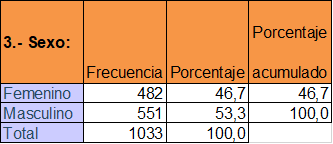 3.- Sexo: Frecuencia Porcentaje Porcentaje acumulado
Femenino 482 46,7 46,7
Masculino 551 53,3 100,0
Total 1033 100,0